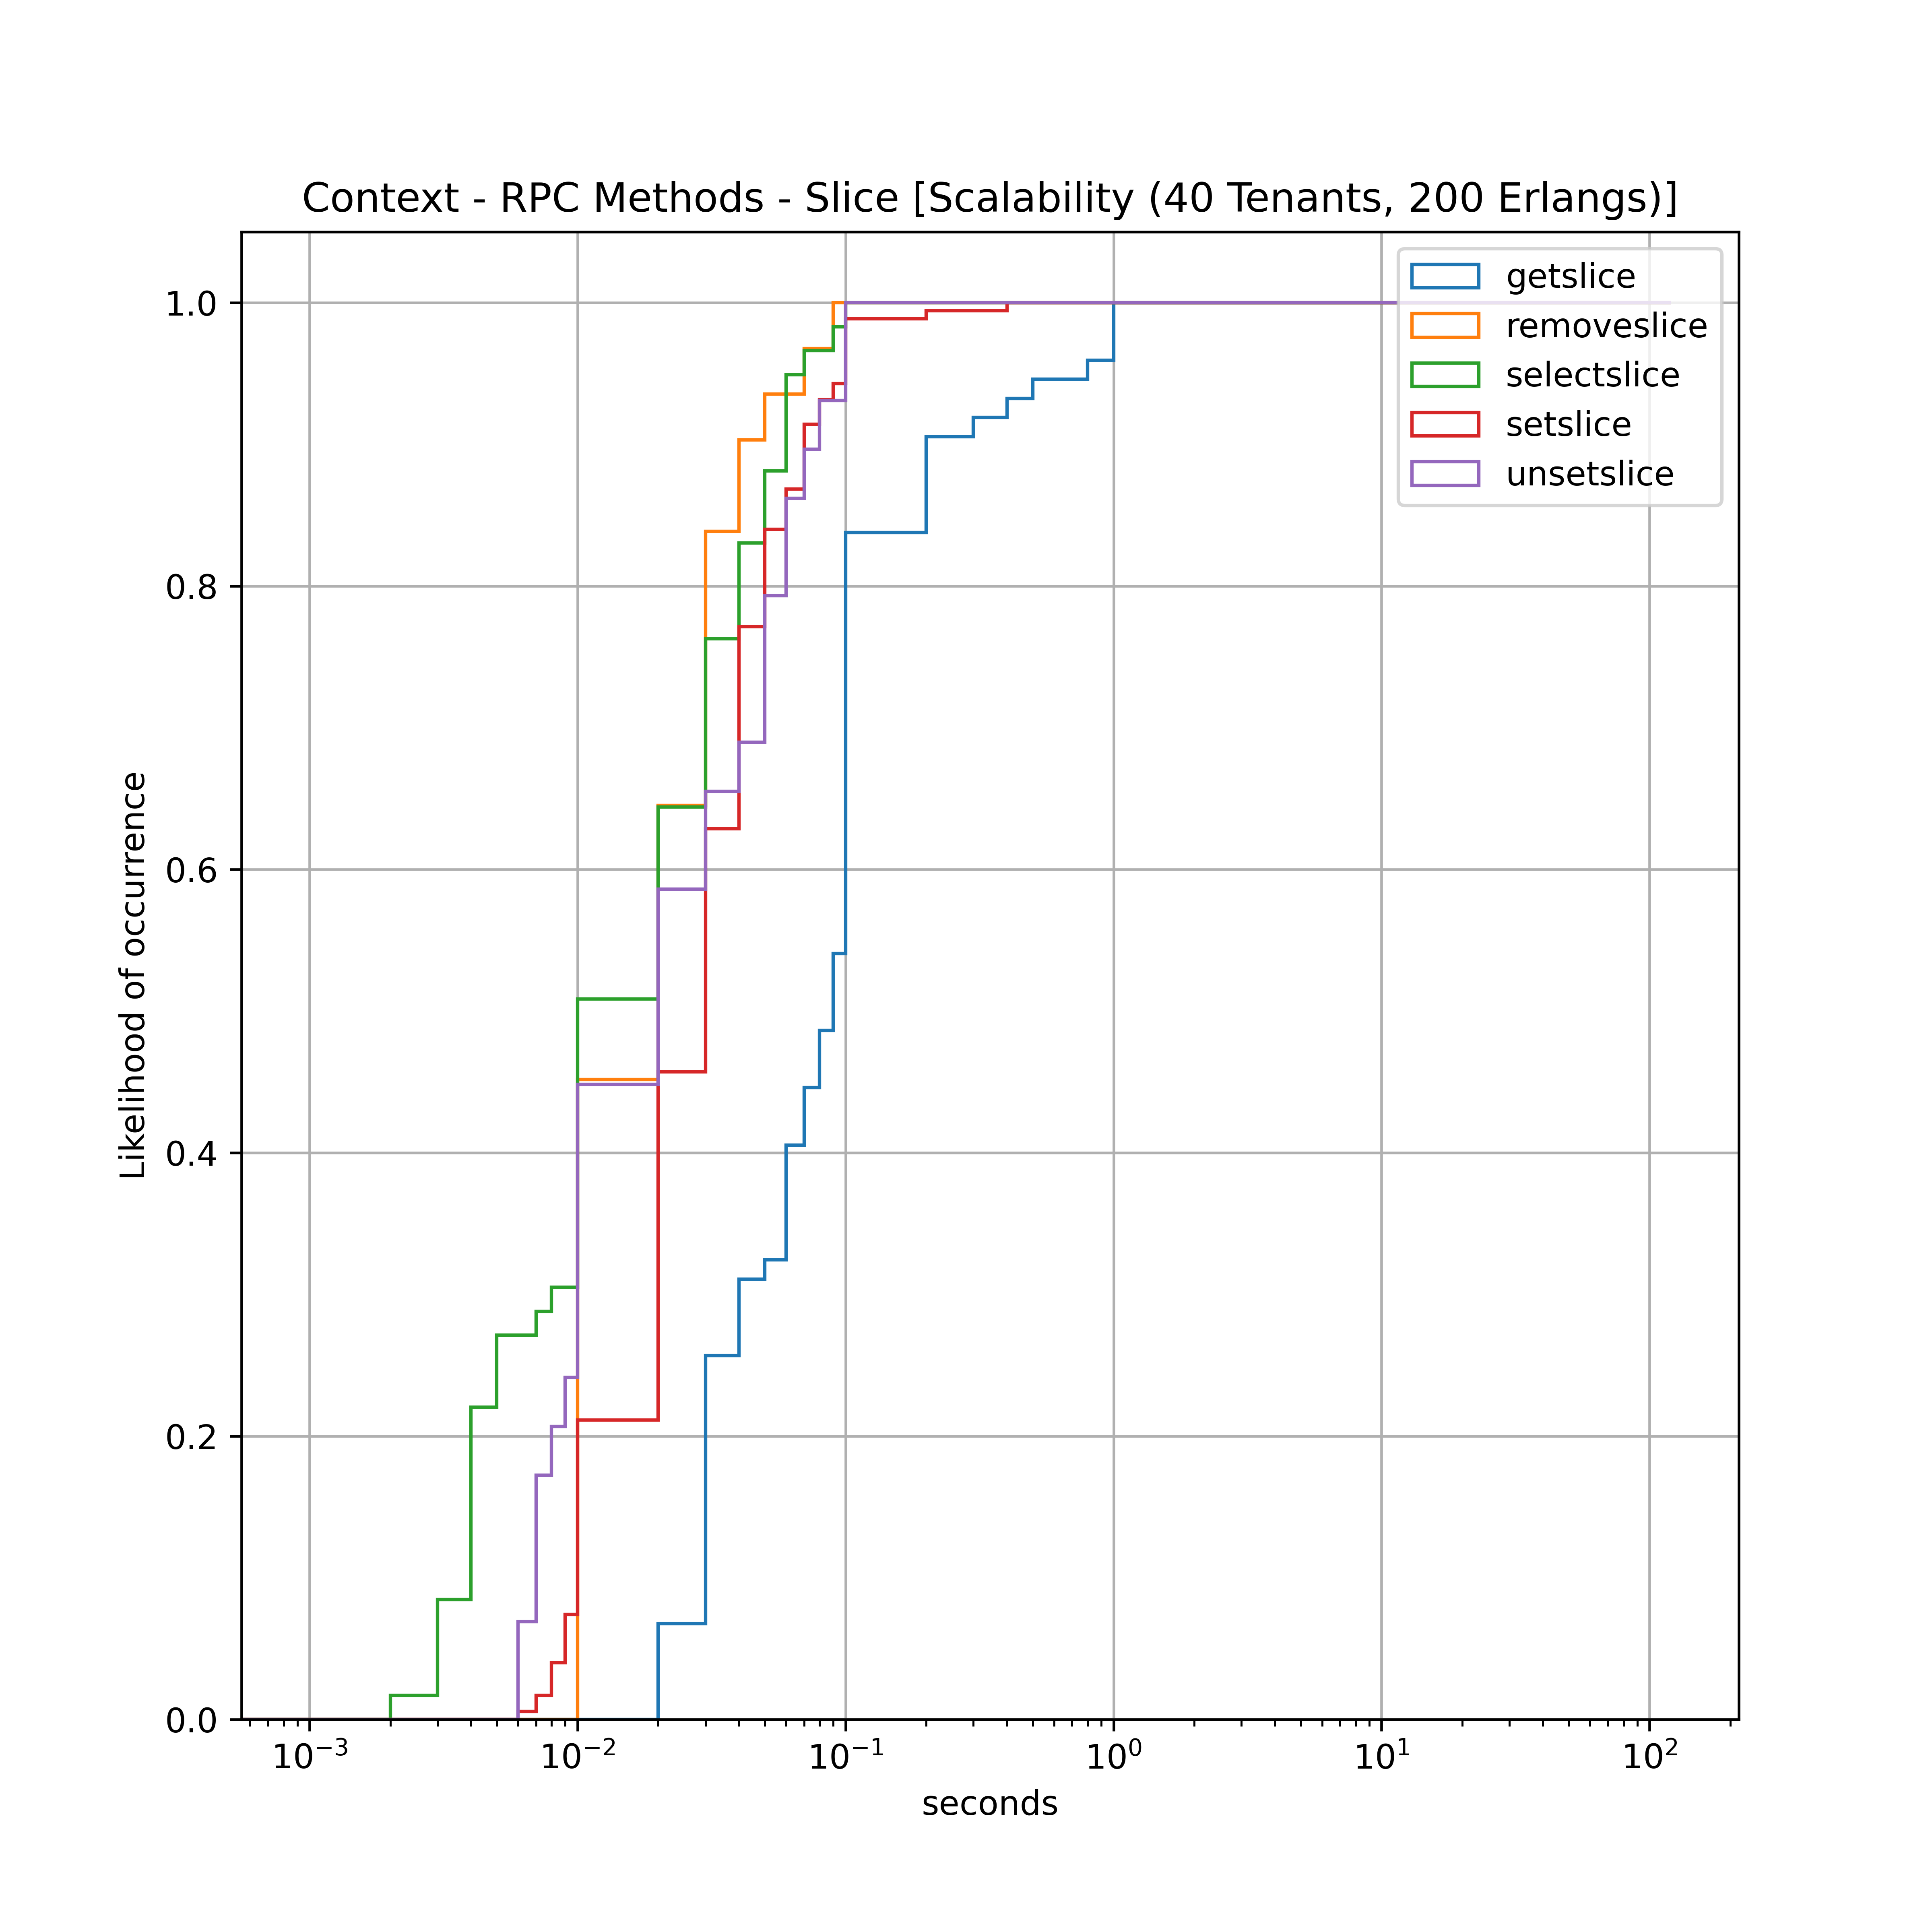 Context - RPC Methods - Slice [Scalability (40 Tenants, 200 Erlangs)]
getslice
removeslice
selectslice
setslice
unsetslice
1.0
0.8
0.6
0.4
0.2
0.0
Likelihood of occurrence
10⁻³ 10⁻² 10⁻¹ 10⁰ 10¹ 10²
seconds